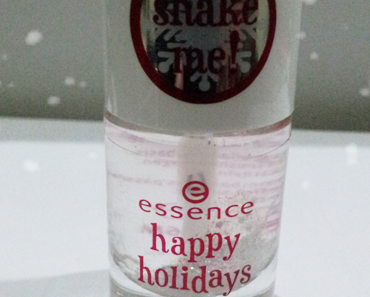 shake
me!
e
essence
happy
holidays